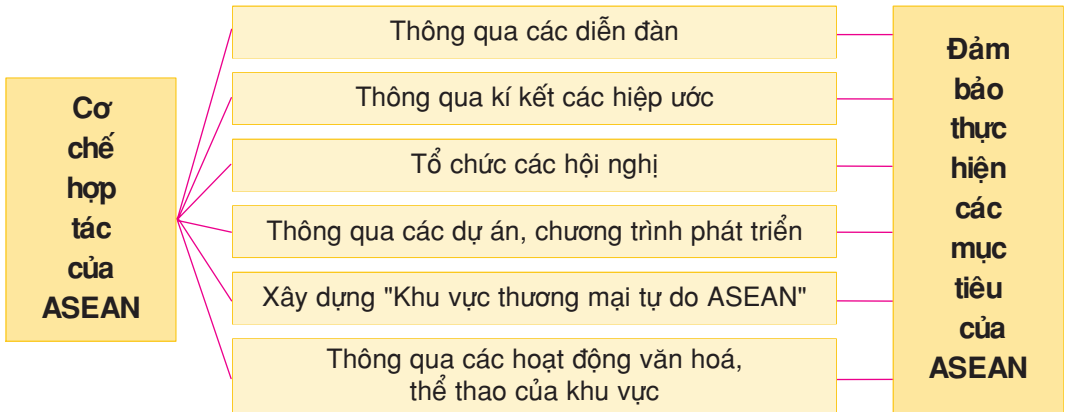 Cơ
chế
hợp
tác
của
ASEAN
Thông qua các diễn đàn
Thông qua kí kết các hiệp ước
Tổ chức các hội nghị
Thông qua các dự án, chương trình phát triển
Xây dựng "Khu vực thương mại tự do ASEAN"
Thông qua các hoạt động văn hoá,
thể thao của khu vực
Đảm
bảo
thực
hiện
các
mục
tiêu
của
ASEAN